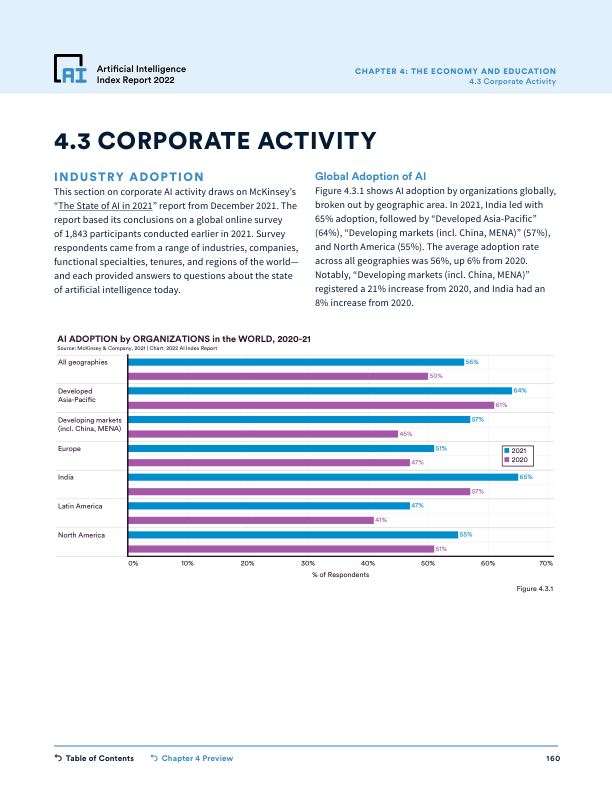 Artificial Intelligence
Index Report 2022
CHAPTER 4: THE ECONOMY AND EDUCATION
4.3 Corporate Activity
4.3 CORPORATE ACTIVITY
INDUSTRY ADOPTION
This section on corporate AI activity draws on McKinsey's
“The State of AI in 2021” report from December 2021. The
report based its conclusions on a global online survey
of 1,843 participants conducted earlier in 2021. Survey
respondents came from a range of industries, companies,
functional specialties, tenures, and regions of the world—
and each provided answers to questions about the state
of artificial intelligence today.
Global Adoption of AI
Figure 4.3.1 shows AI adoption by organizations globally,
broken out by geographic area. In 2021, India led with
65% adoption, followed by “Developed Asia-Pacific”
(64%), “Developing markets (incl. China, MENA)” (57%),
and North America (55%). The average adoption rate
across all geographies was 56%, up 6% from 2020.
Notably, “Developing markets (incl. China, MENA)”
registered a 21% increase from 2020, and India had an
8% increase from 2020.
AI ADOPTION by ORGANIZATIONS in the WORLD, 2020-21
Source: McKinsey & Company, 2021 | Chart: 2022 AI Index Report
All geographies
56%
50%
Developed
Asia-Pacific
64%
61%
Developing markets
(incl. China, MENA)
57%
45%
Europe
51%
47%
2021
2020
India
65%
57%
Latin America
47%
41%
North America
55%
51%
0% 10% 20% 30% 40% 50% 60% 70%
% of Respondents
Figure 4.3.1
Table of Contents
Chapter 4 Preview
160